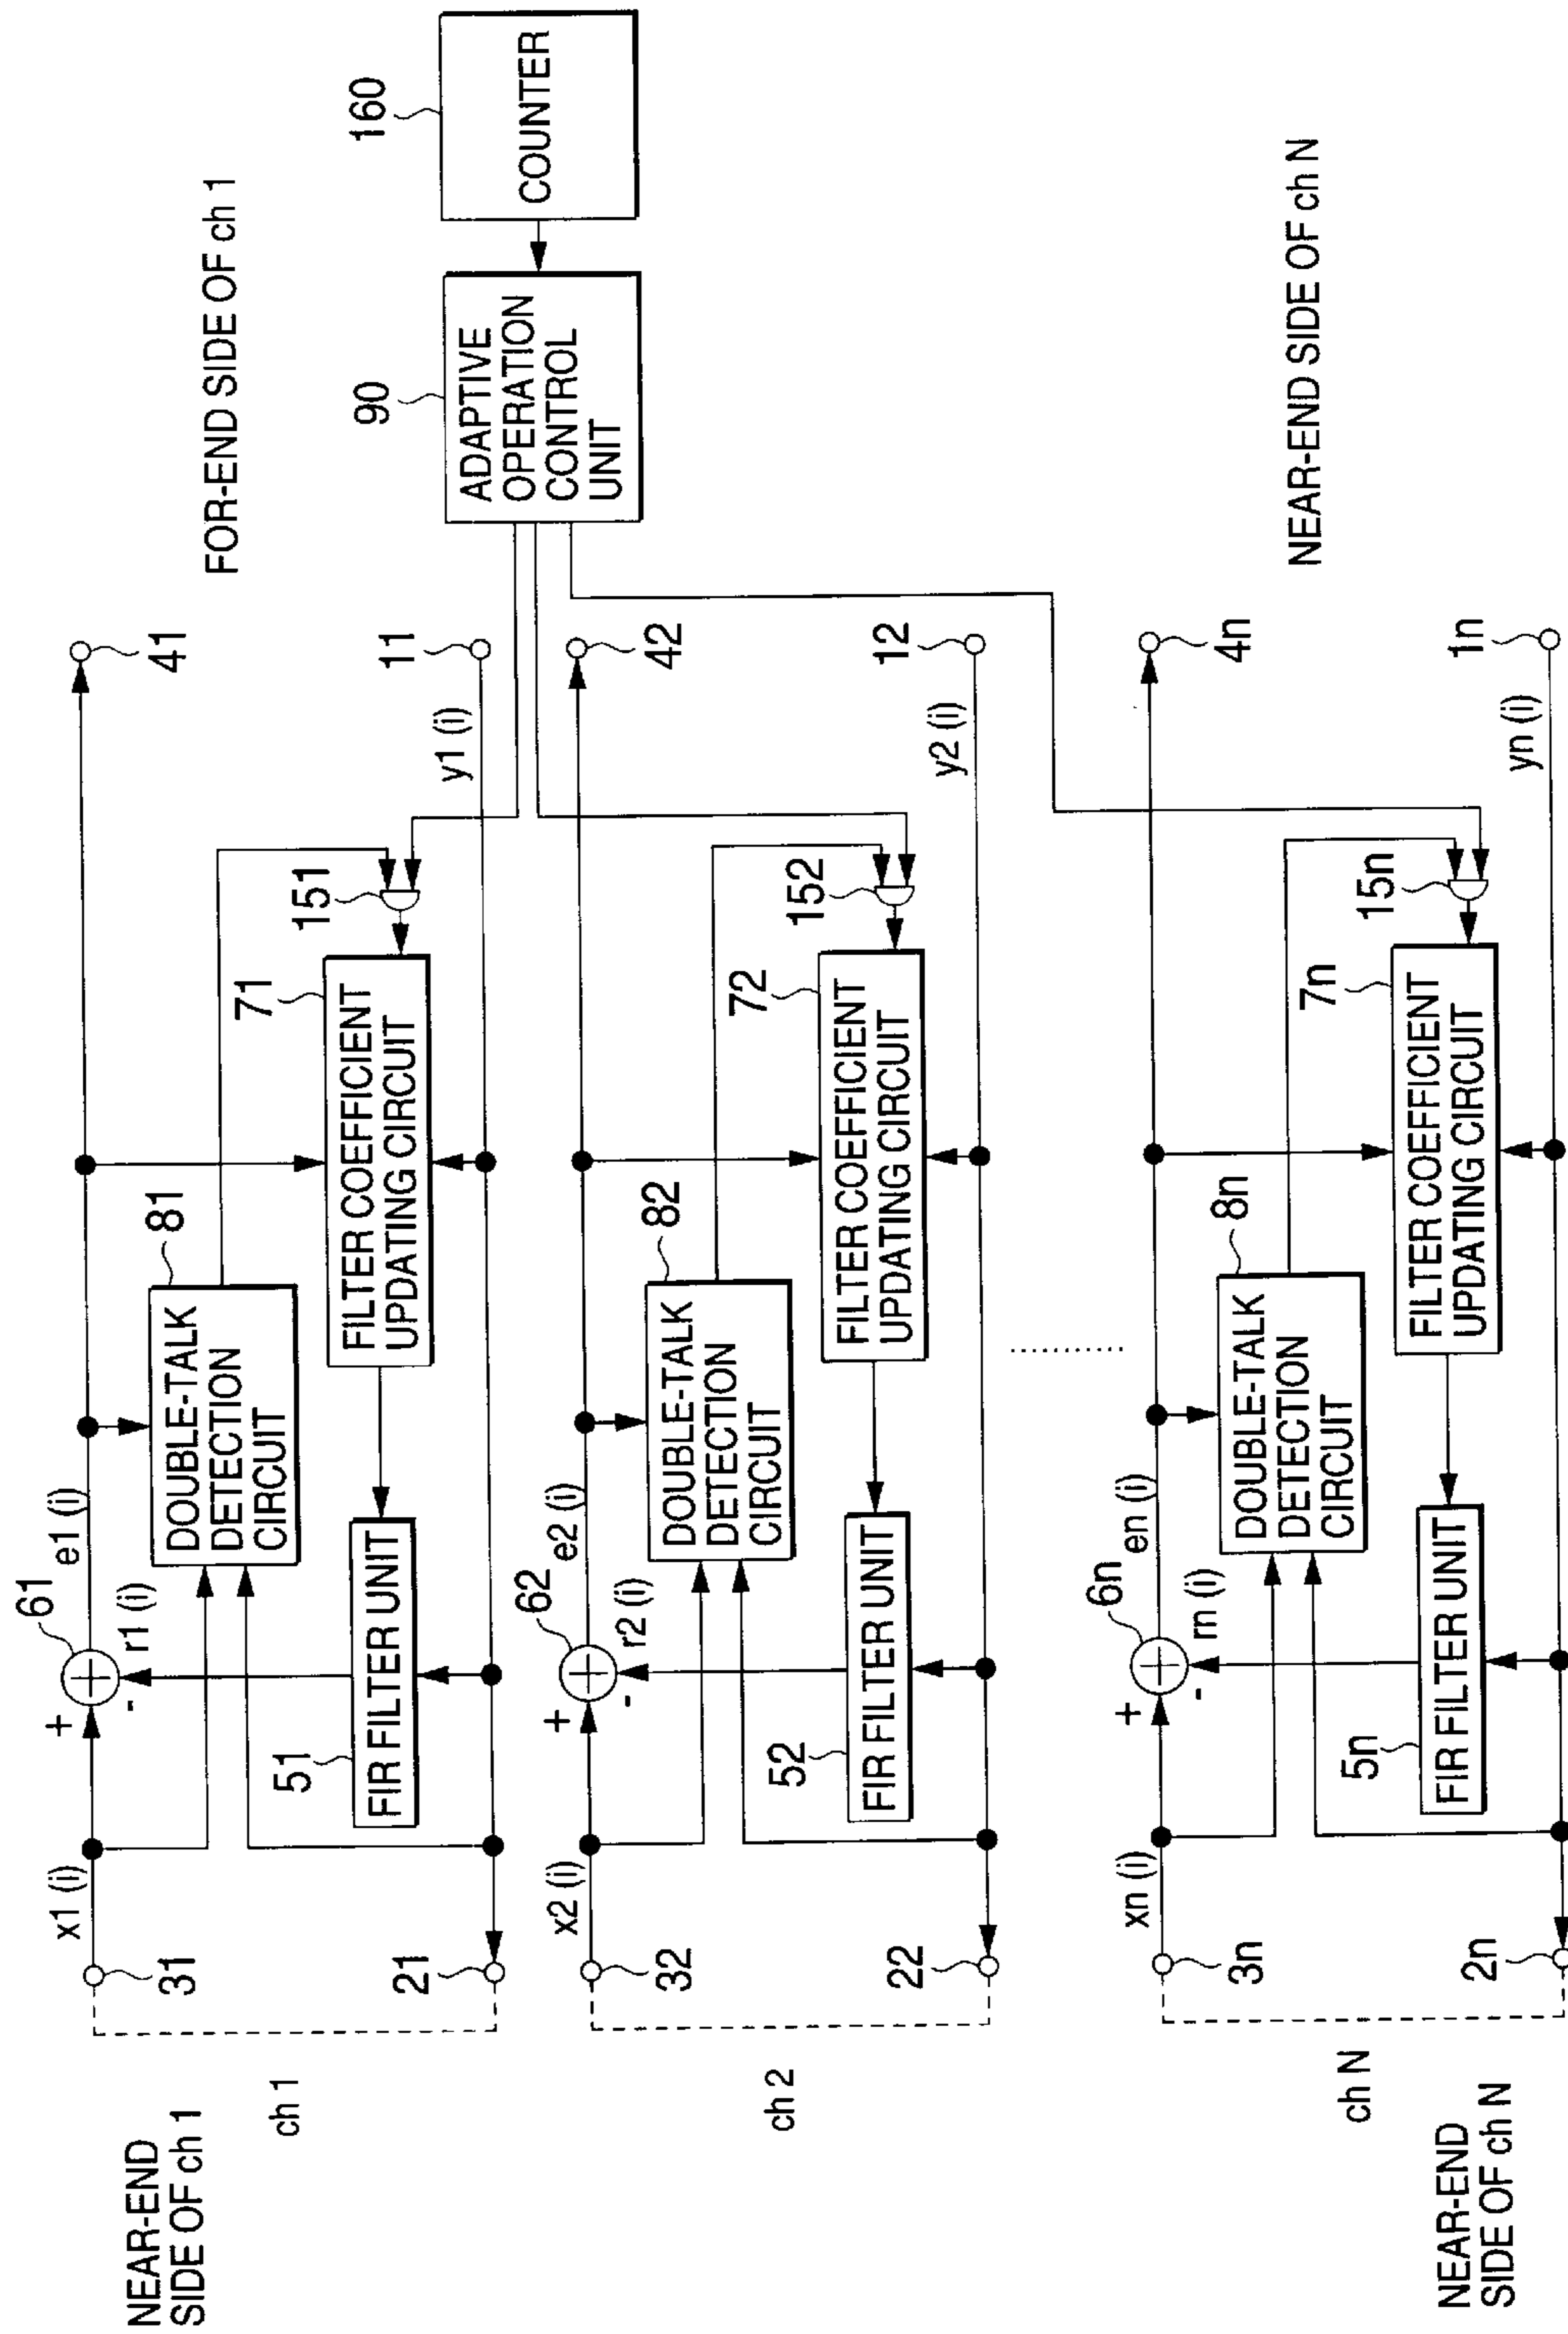 NEAR-END
SIDE OF ch 1
FOR-END SIDE OF ch 1
ch 1
31
x1 (i)
+
-
61
r1 (i)
e1 (i)
41
DOUBLE-TALK
DETECTION
CIRCUIT
81
51
FIR FILTER UNIT
FILTER COEFFICIENT
UPDATING CIRCUIT
71
151
21
y1 (i)
11
90
ADAPTIVE
OPERATION
CONTROL
UNIT
160
COUNTER
ch 2
32
x2 (i)
+
-
62
r2 (i)
e2 (i)
42
DOUBLE-TALK
DETECTION
CIRCUIT
82
52
FIR FILTER UNIT
FILTER COEFFICIENT
UPDATING CIRCUIT
72
152
22
y2 (i)
12
ch N
3n
xn (i)
+
-
6n
rn (i)
en (i)
4n
NEAR-END SIDE OF ch N
DOUBLE-TALK
DETECTION
CIRCUIT
8n
5n
FIR FILTER UNIT
FILTER COEFFICIENT
UPDATING CIRCUIT
7n
15n
2n
yn (i)
1n
NEAR-END
SIDE OF ch N